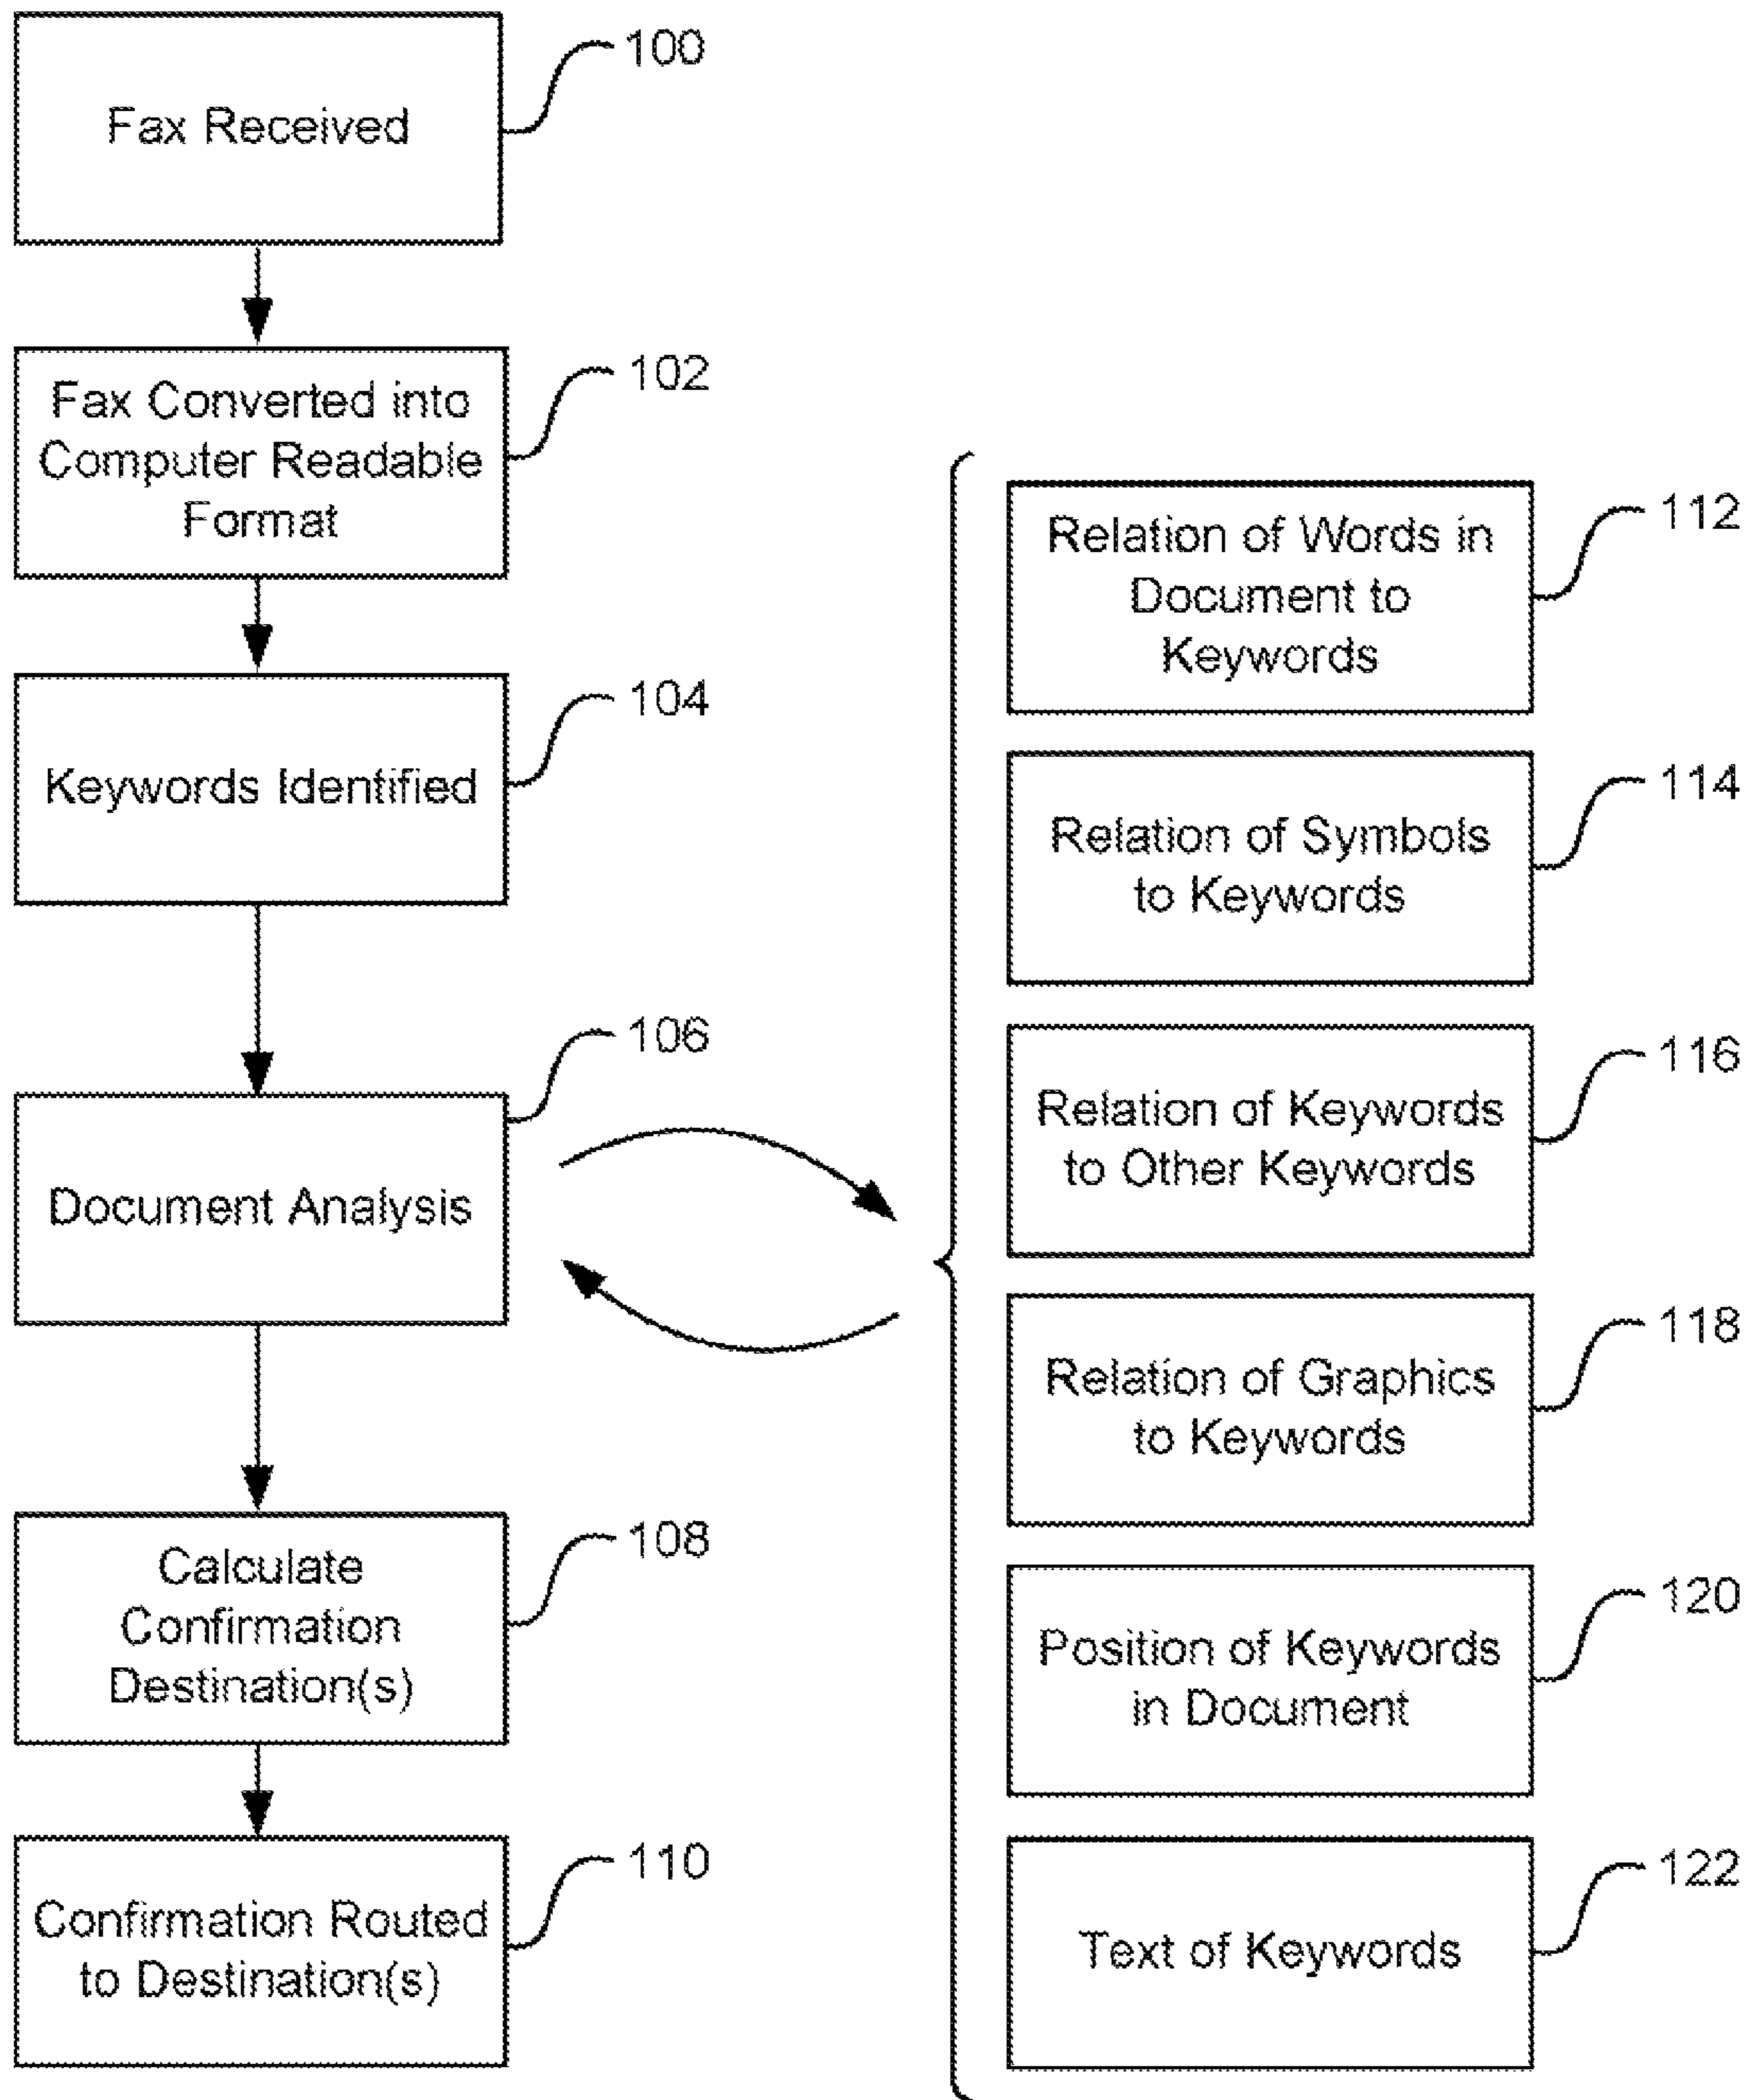 Fax Received
100
Fax Converted into
Computer Readable
Format
102
Keywords Identified
104
Document Analysis
106
Calculate
Confirmation
Destination(s)
108
Confirmation Routed
to Destination(s)
110
Relation of Words in
Document to
Keywords
112
Relation of Symbols
to Keywords
114
Relation of Keywords
to Other Keywords
116
Relation of Graphics
to Keywords
118
Position of Keywords
in Document
120
Text of Keywords
122